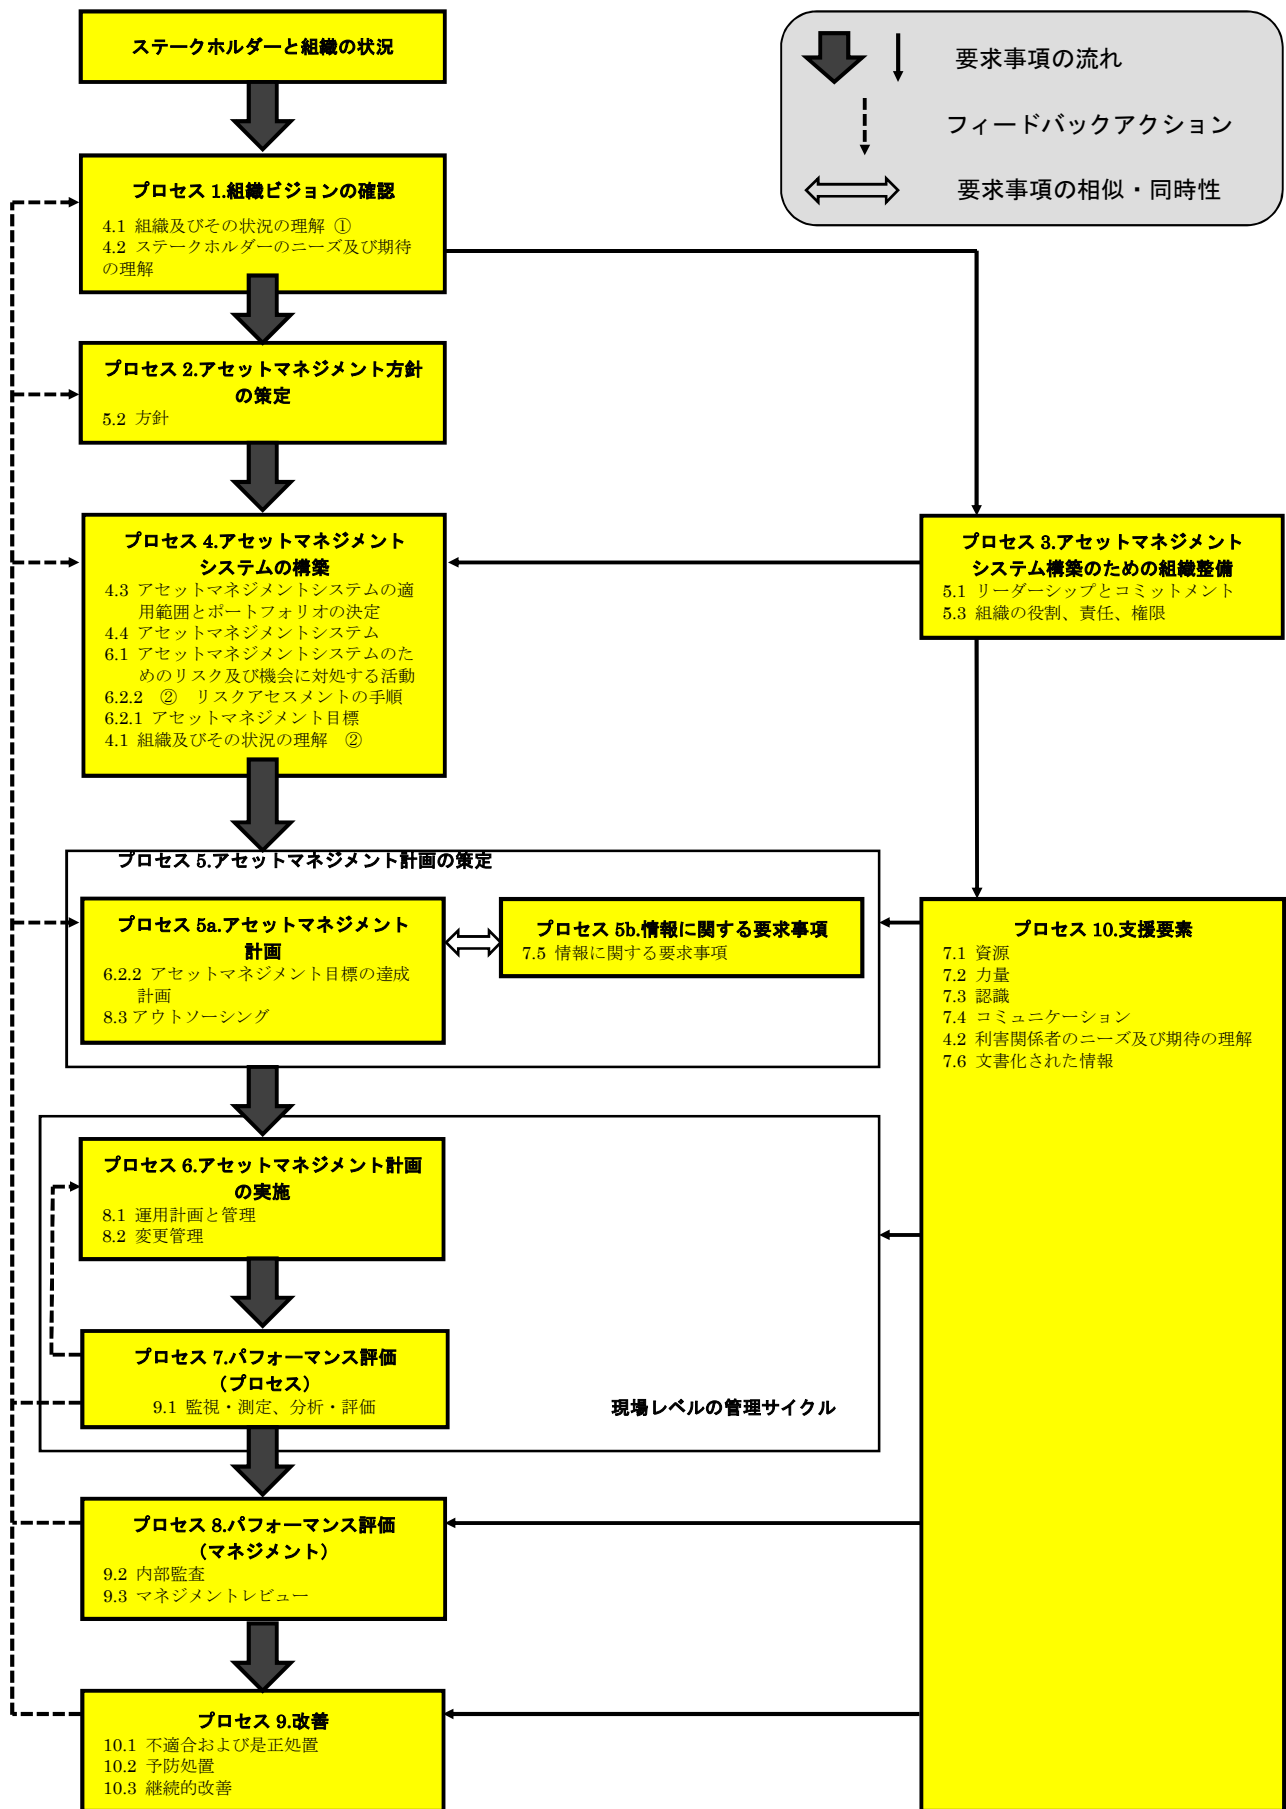 ステークホルダーと組織の状況
要求事項の流れ
フィードバックアクション
要求事項の相似・同時性
プロセス 1.組織ビジョンの確認
4.1 組織及びその状況の理解 ①
4.2 ステークホルダーのニーズ及び期待
の理解
プロセス 2.アセットマネジメント方針
の策定
5.2 方針
プロセス 4.アセットマネジメント
システムの構築
4.3 アセットマネジメントシステムの適
用範囲とポートフォリオの決定
4.4 アセットマネジメントシステム
6.1 アセットマネジメントシステムのた
めのリスク及び機会に対処する活動
6.2.2 ② リスクアセスメントの手順
6.2.1 アセットマネジメント目標
4.1 組織及びその状況の理解 ②
プロセス 3.アセットマネジメント
システム構築のための組織整備
5.1 リーダーシップとコミットメント
5.3 組織の役割、責任、権限
プロセス 5.アセットマネジメント計画の策定
プロセス 5a.アセットマネジメント
計画
6.2.2 アセットマネジメント目標の達成
計画
8.3 アウトソーシング
プロセス 5b.情報に関する要求事項
7.5 情報に関する要求事項
プロセス 10.支援要素
7.1 資源
7.2 力量
7.3 認識
7.4 コミュニケーション
4.2 利害関係者のニーズ及び期待の理解
7.6 文書化された情報
プロセス 6.アセットマネジメント計画
の実施
8.1 運用計画と管理
8.2 変更管理
プロセス 7.パフォーマンス評価
（プロセス）
9.1 監視・測定、分析・評価
現場レベルの管理サイクル
プロセス 8.パフォーマンス評価
（マネジメント）
9.2 内部監査
9.3 マネジメントレビュー
プロセス 9.改善
10.1 不適合および是正処置
10.2 予防処置
10.3 継続的改善